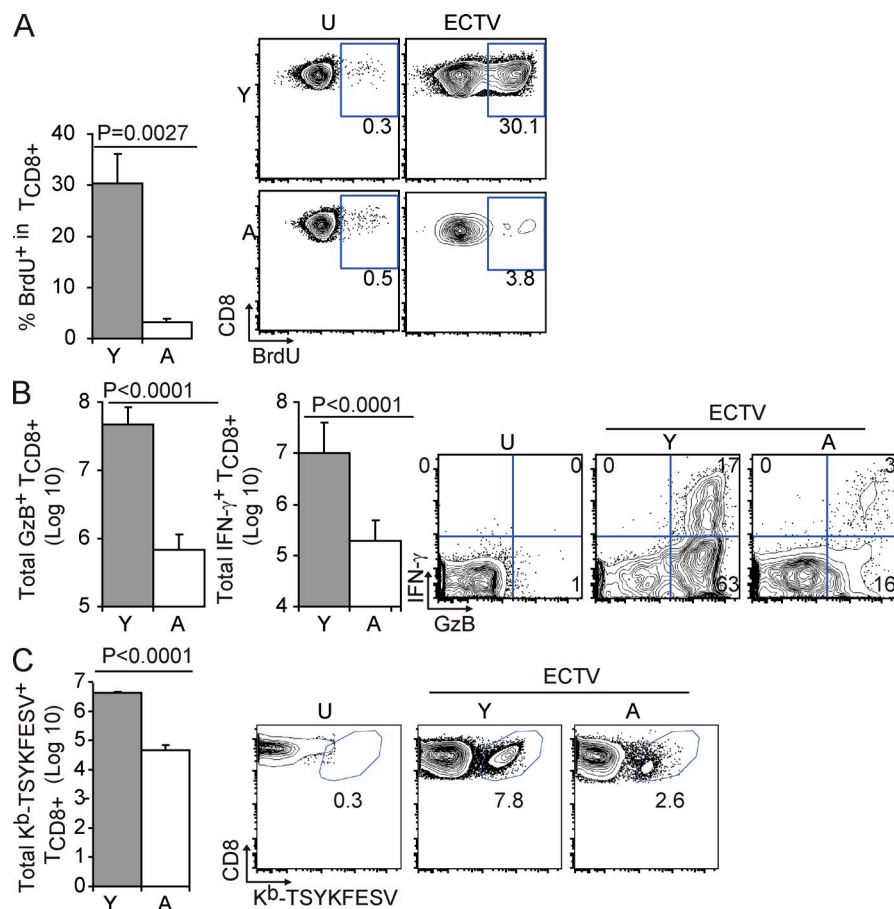 A
U ECTV
Y
0.3 30.1
P=0.0027
% BrdU+ in TCD8+
40
30
20
10
0
Y A
A
0.5 3.8
CD8
BrdU
B
P<0.0001
Total GzB+ TCD8+
(Log 10)
8
7
6
5
Y A
P<0.0001
Total IFN-γ+ TCD8+
(Log 10)
8
7
6
5
4
Y A
ECTV
U Y A
0 0 0 17 0 3
1 63 16
IFN-γ
GzB
C
P<0.0001
Total Kb-TSYKFESV+
TCD8+ (Log 10)
7
6
5
4
3
2
1
0
Y A
ECTV
U Y A
0.3 7.8 2.6
CD8
Kb-TSYKFESV